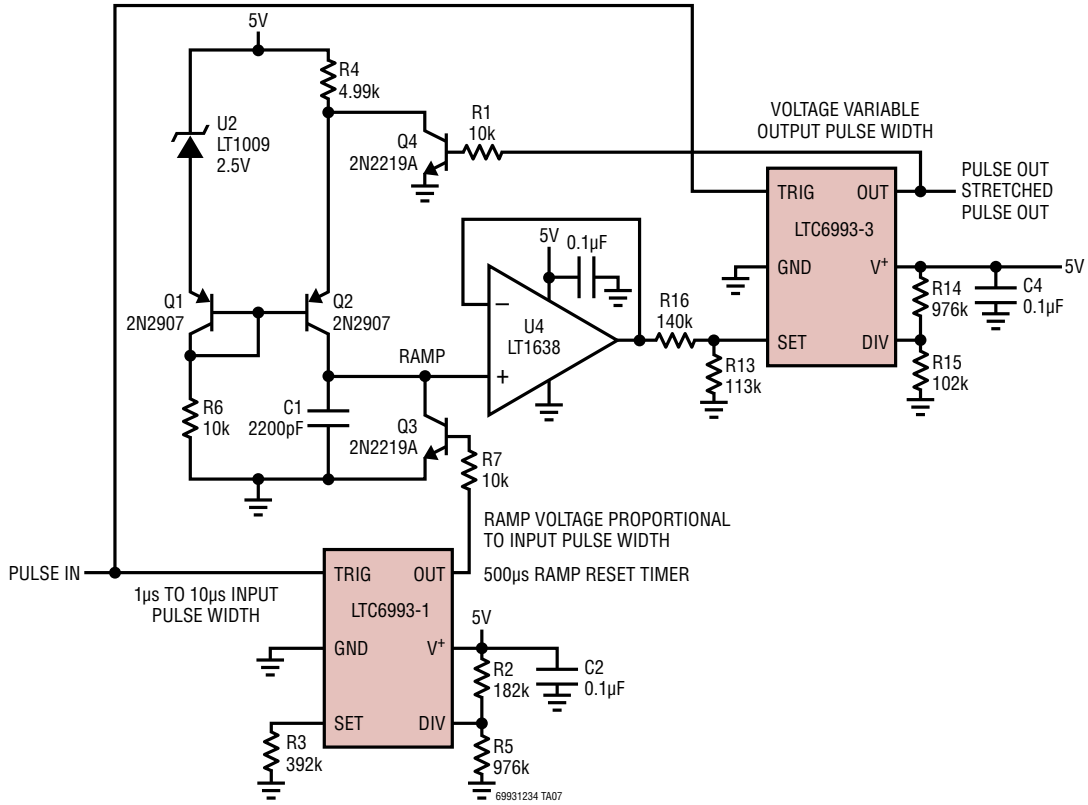 5V
R4
4.99k
U2
LT1009
2.5V
Q4
2N2219A
R1
10k
VOLTAGE VARIABLE
OUTPUT PULSE WIDTH
PULSE OUT
STRETCHED
PULSE OUT
TRIG
OUT
LTC6993-3
GND
V+
SET
DIV
5V
R14
976k
C4
0.1µF
R15
102k
Q1
2N2907
Q2
2N2907
5V
0.1µF
–
+
U4
LT1638
R16
140k
R13
113k
RAMP
R6
10k
C1
2200pF
Q3
2N2219A
R7
10k
RAMP VOLTAGE PROPORTIONAL
TO INPUT PULSE WIDTH
500µs RAMP RESET TIMER
PULSE IN
1µs TO 10µs INPUT
PULSE WIDTH
TRIG
OUT
LTC6993-1
GND
V+
SET
DIV
5V
R2
182k
C2
0.1µF
R3
392k
R5
976k
69931234 TA07